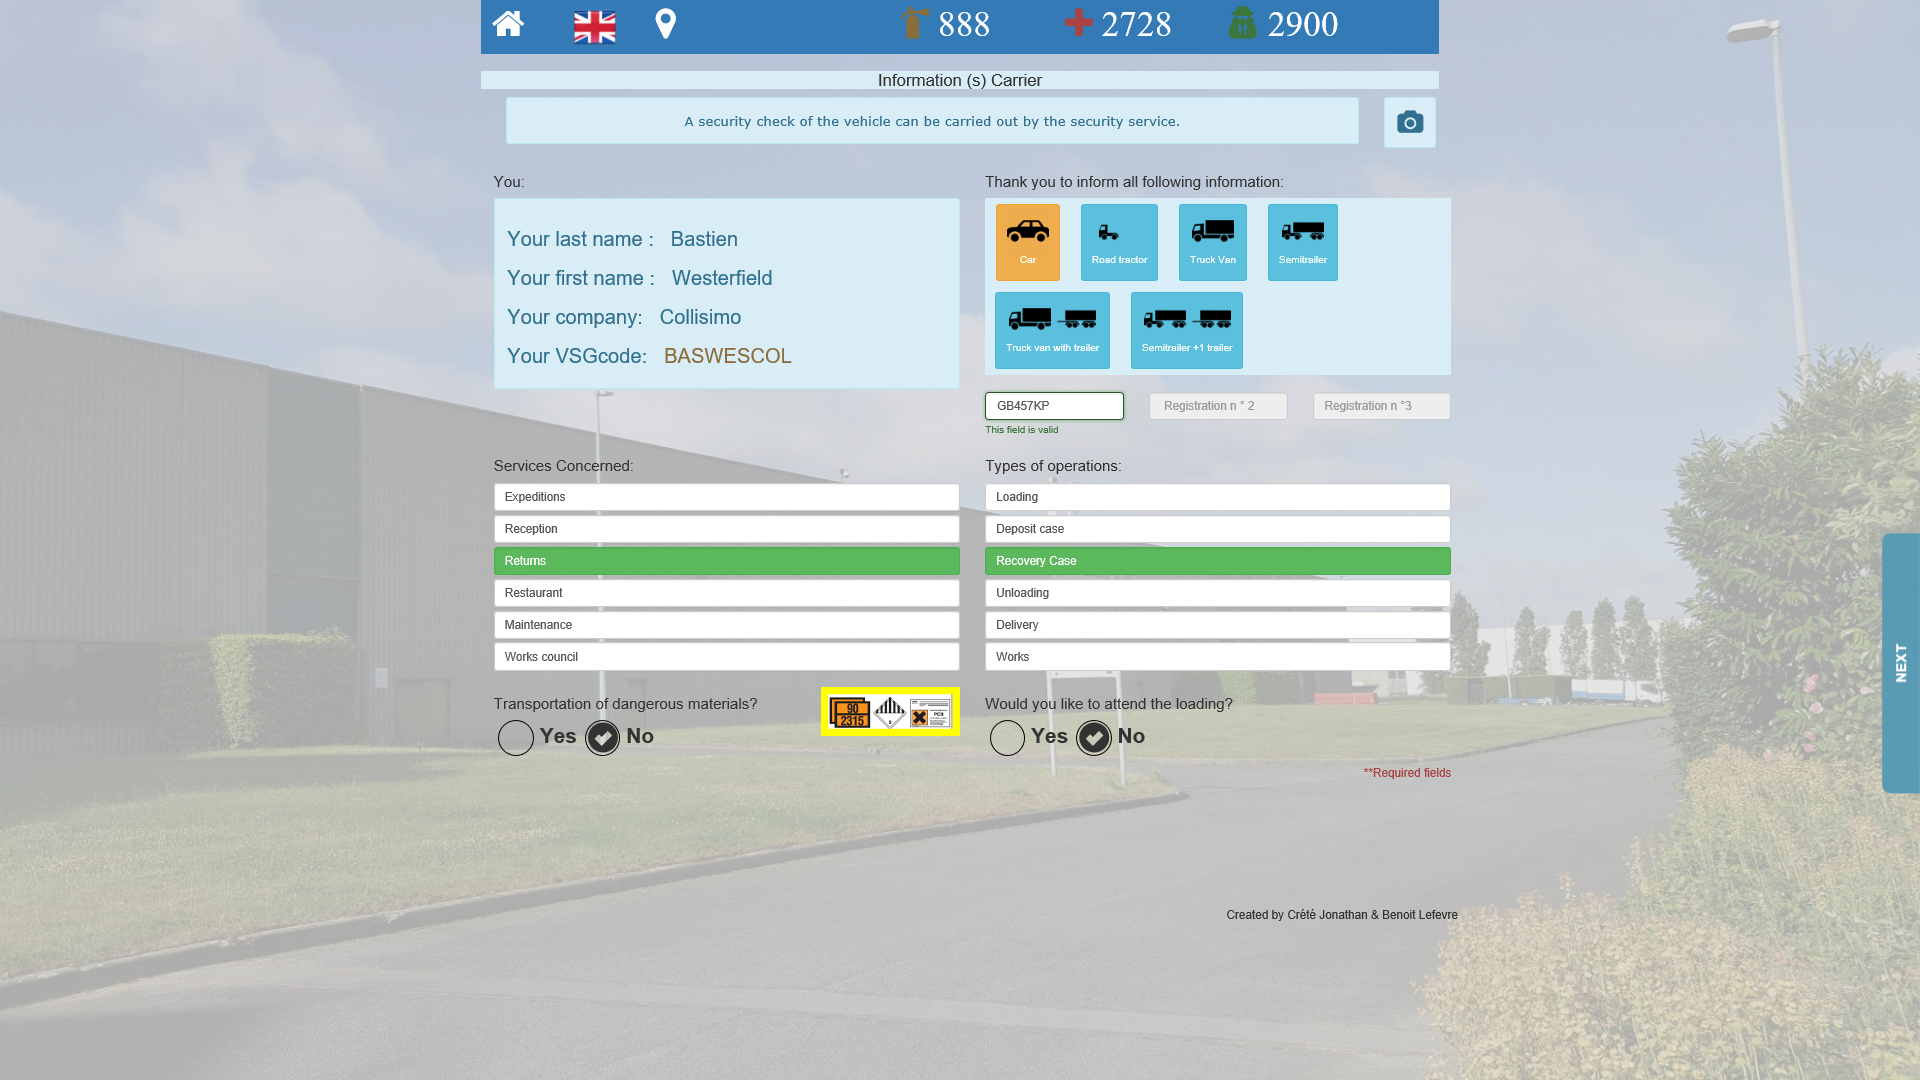 888 2728 2900
Information (s) Carrier
A security check of the vehicle can be carried out by the security service.
You:
Your last name : Bastien
Your first name : Westerfield
Your company: Collisimo
Your VSGcode: BASWESCOL
Thank you to inform all following information:
Car Road tractor Truck Van Semitrailer
Truck van with trailer Semitrailer +1 trailer
GB457KP Registration n ° 2 Registration n °3
This field is valid
Services Concerned:
Expeditions
Reception
Returns
Restaurant
Maintenance
Works council
Types of operations:
Loading
Deposit case
Recovery Case
Unloading
Delivery
Works
Transportation of dangerous materials?
90
2315
Yes No
Would you like to attend the loading?
Yes No
**Required fields
NEXT
Created by Crété Jonathan & Benoit Lefevre